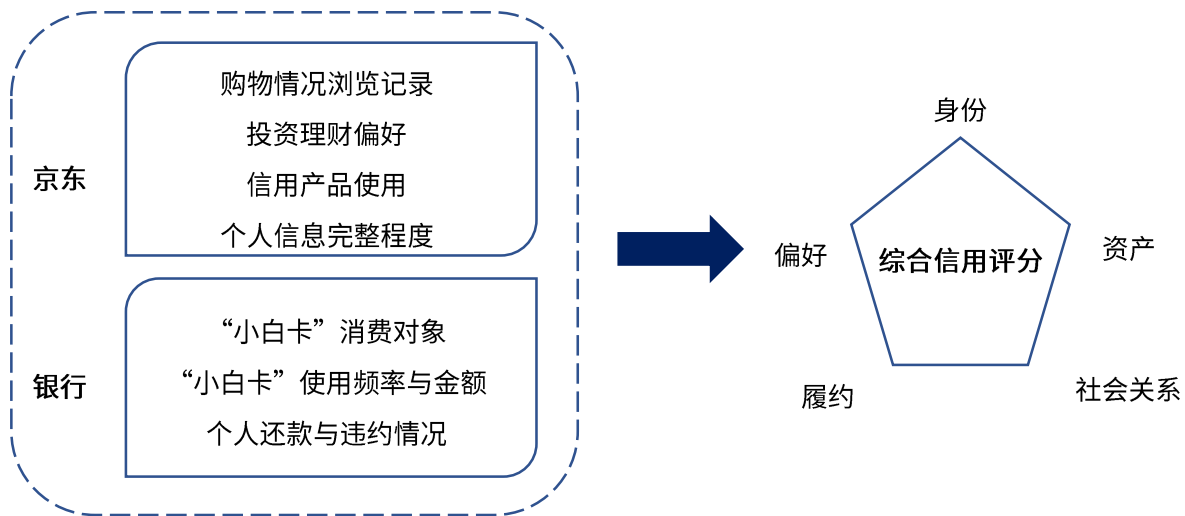 京东
购物情况浏览记录
投资理财偏好
信用产品使用
个人信息完整程度
银行
“小白卡”消费对象
“小白卡”使用频率与金额
个人还款与违约情况
身份
偏好
综合信用评分
资产
履约
社会关系